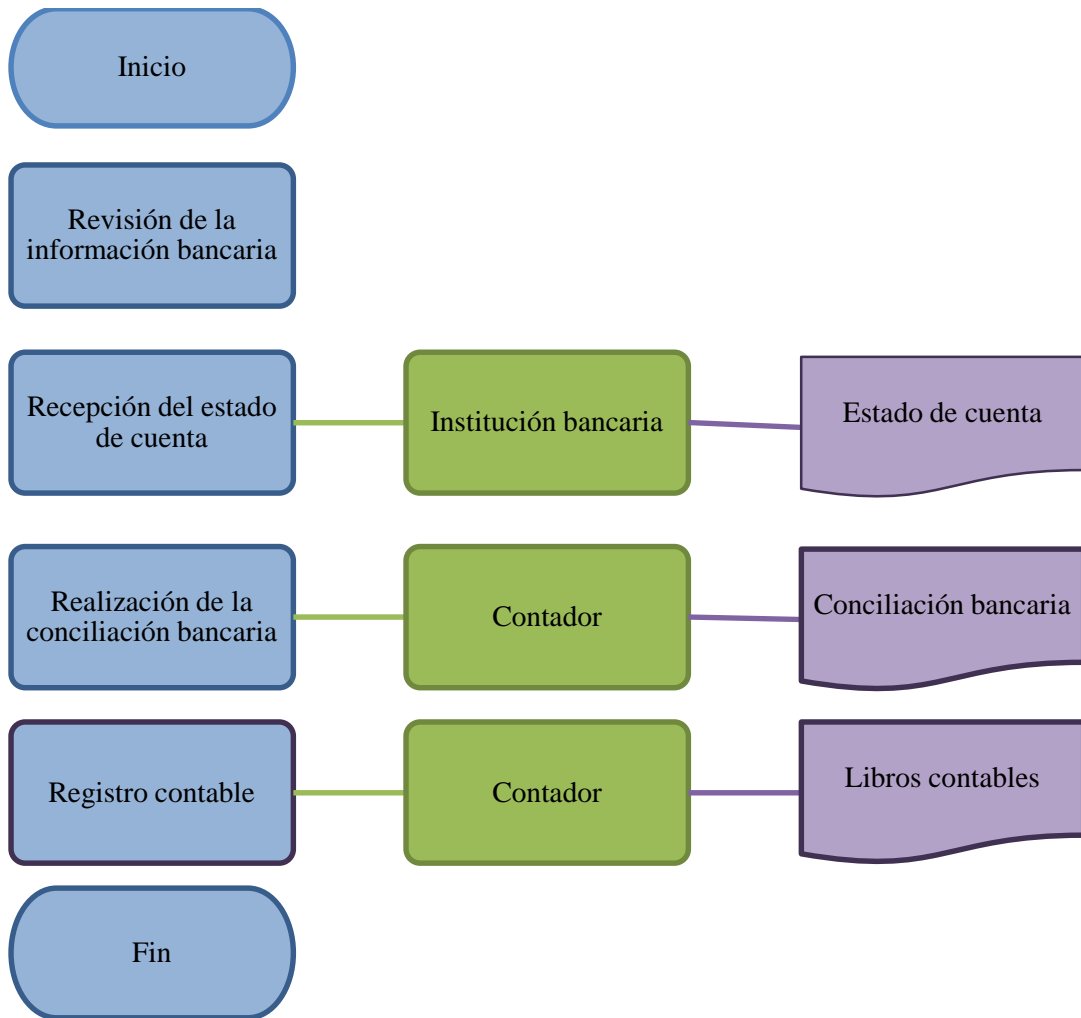 Inicio
Revisión de la
información bancaria
Recepción del estado
de cuenta
Institución bancaria
Estado de cuenta
Realización de la
conciliación bancaria
Contador
Conciliación bancaria
Registro contable
Contador
Libros contables
Fin